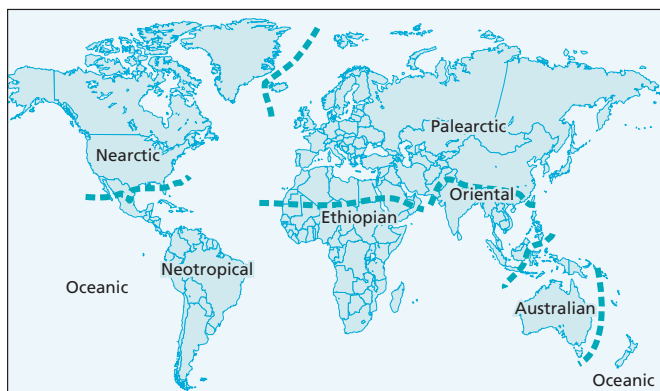 Palearctic
Nearctic
Oriental
Ethiopian
Neotropical
Oceanic
Australian
Oceanic